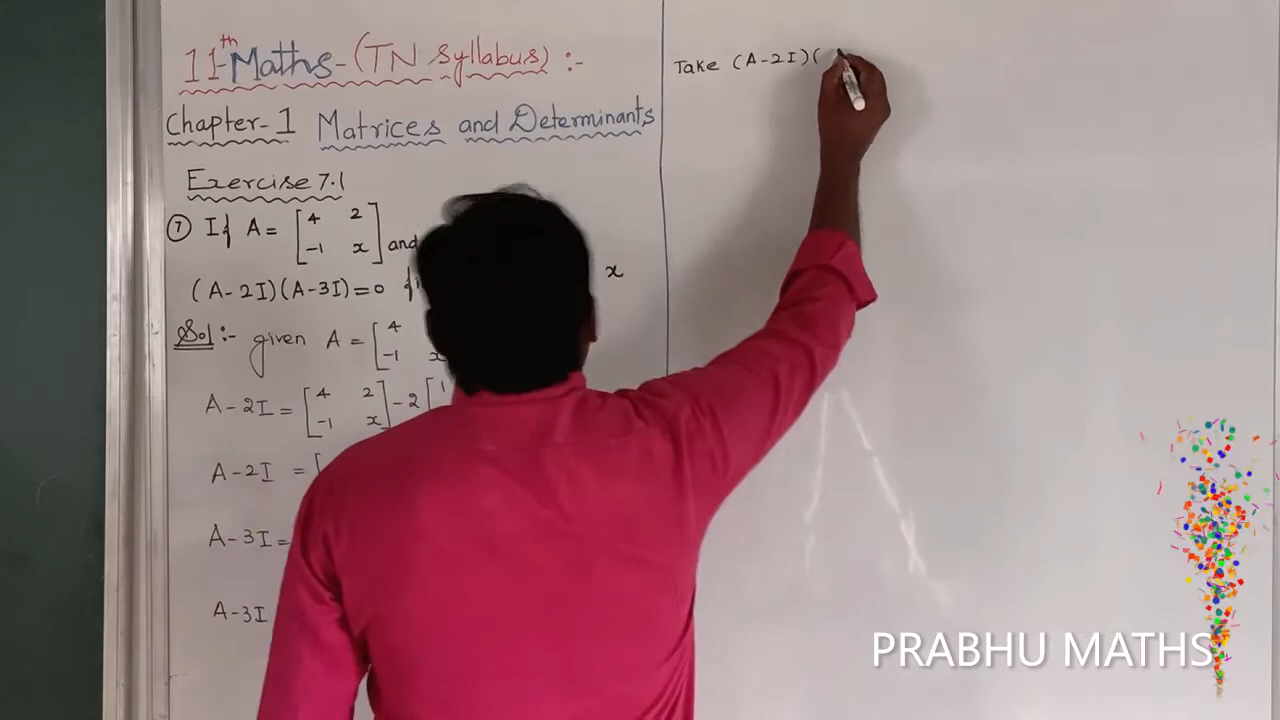 11th Maths - (TN syllabus) :-
Chapter - 1 Matrices and Determinants
Exercise 7.1
⑦ If A = [4 2
-1 x] and
(A-2I)(A-3I)=0
x
Sol :- given A = [4
-1 x
A-2I = [4 2
-1 x] -2 [1
A-2I = [
A-3I =
A-3I
Take (A-2I)(
PRABHU MATHS